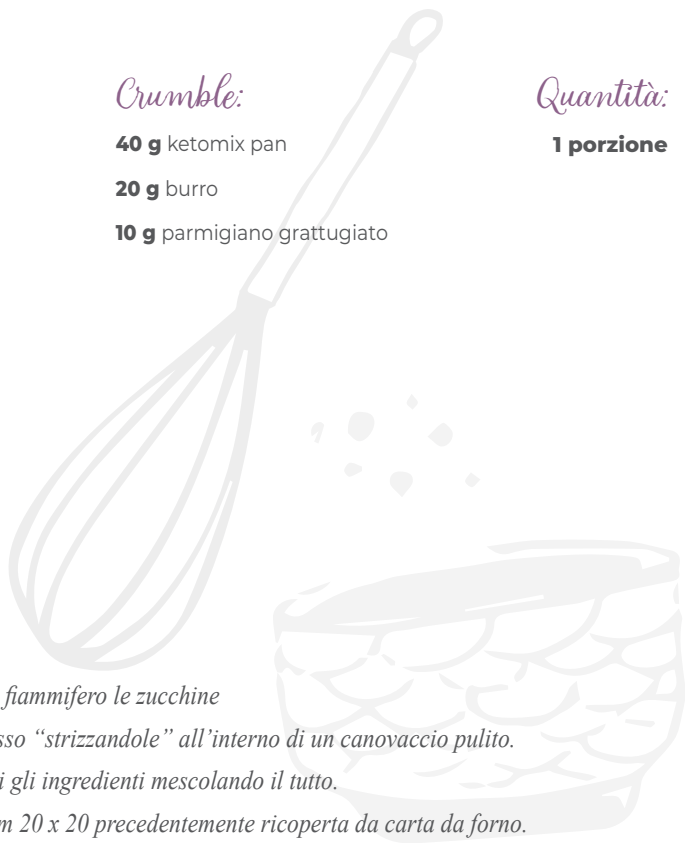 Crumble:
40 g ketomix pan
20 g burro
10 g parmigiano grattugiato
Quantità:
1 porzione
fiammifero le zucchine
sso “strizzandole” all’interno di un canovaccio pulito.
i gli ingredienti mescolando il tutto.
m 20 x 20 precedentemente ricoperta da carta da forno.